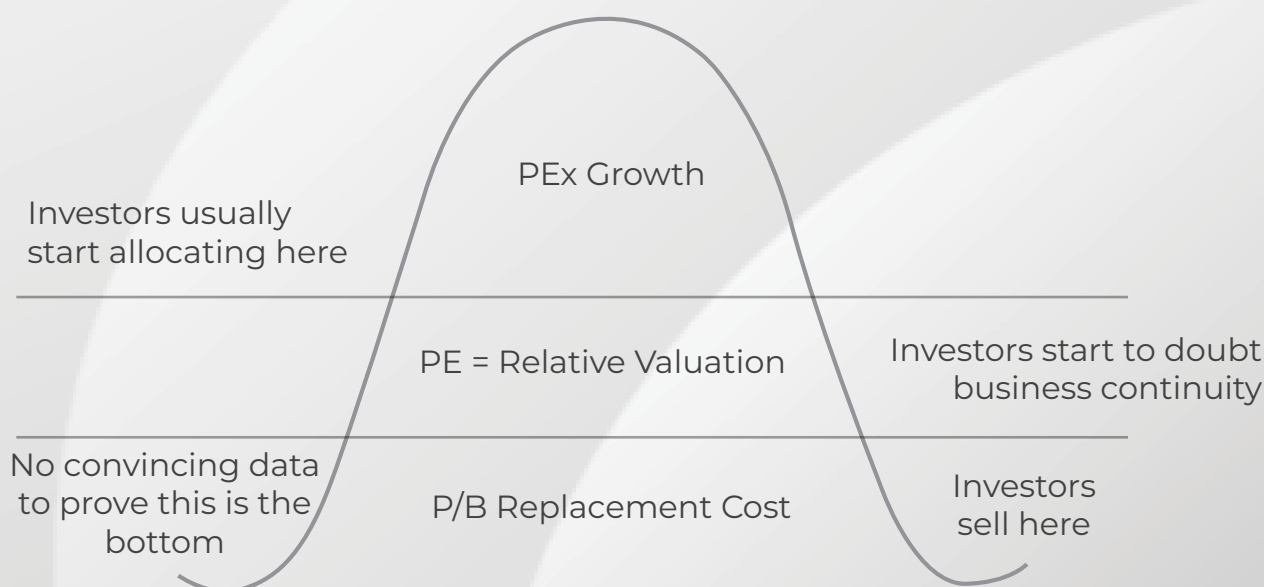 PEx Growth
Investors usually
start allocating here
PE = Relative Valuation
Investors start to doubt
business continuity
No convincing data
to prove this is the
bottom
P/B Replacement Cost
Investors
sell here